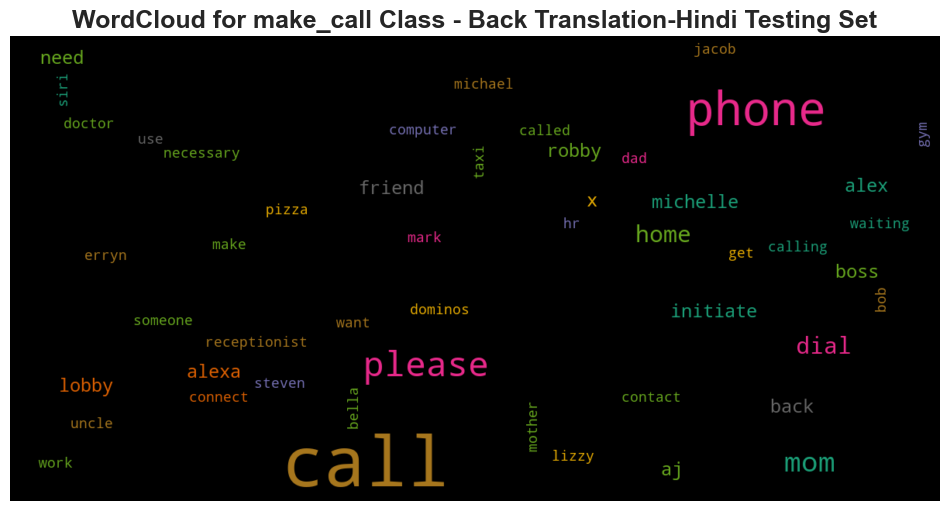 WordCloud for make_call Class - Back Translation-Hindi Testing Set
jacob
need
siri
michael
phone
doctor
computer
called
gym
use
necessary
taxi
robby
dad
friend
alex
x
michelle
pizza
hr
waiting
mark
home
make
calling
get
erryn
boss
bob
dominos
initiate
someone
want
receptionist
dial
please
alexa
lobby
steven
connect
bella
contact
back
mother
uncle
call
lizzy
work
aj
mom